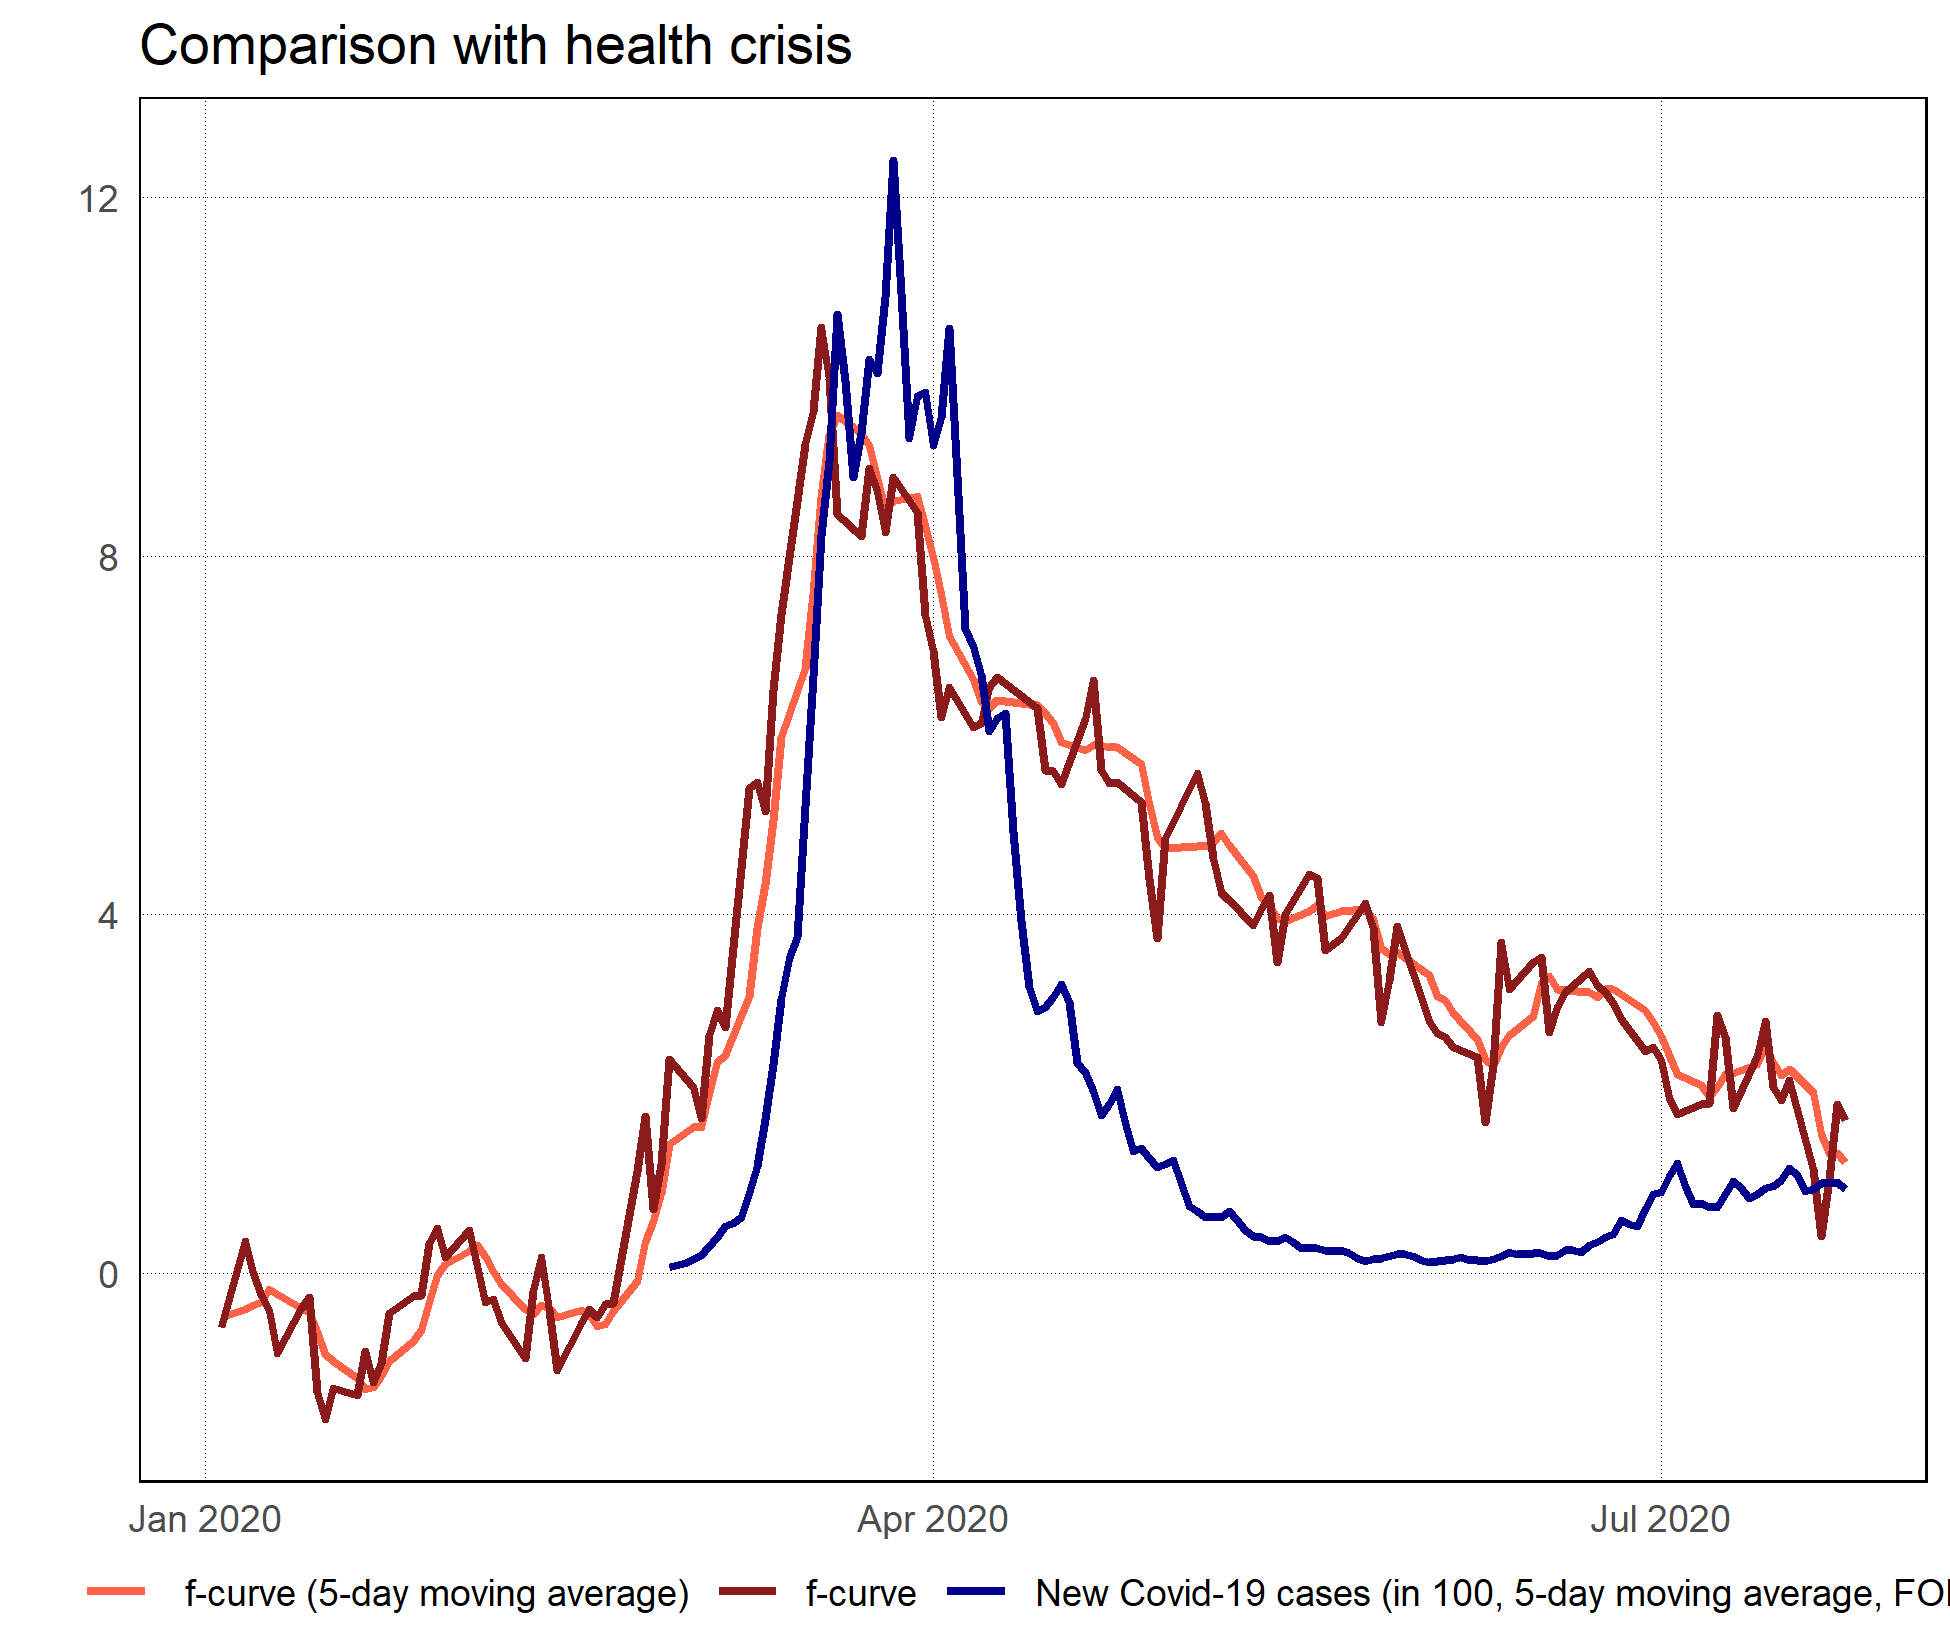 Comparison with health crisis
12
8
4
0
Jan 2020 Apr 2020 Jul 2020
f-curve (5-day moving average) f-curve New Covid-19 cases (in 100, 5-day moving average,